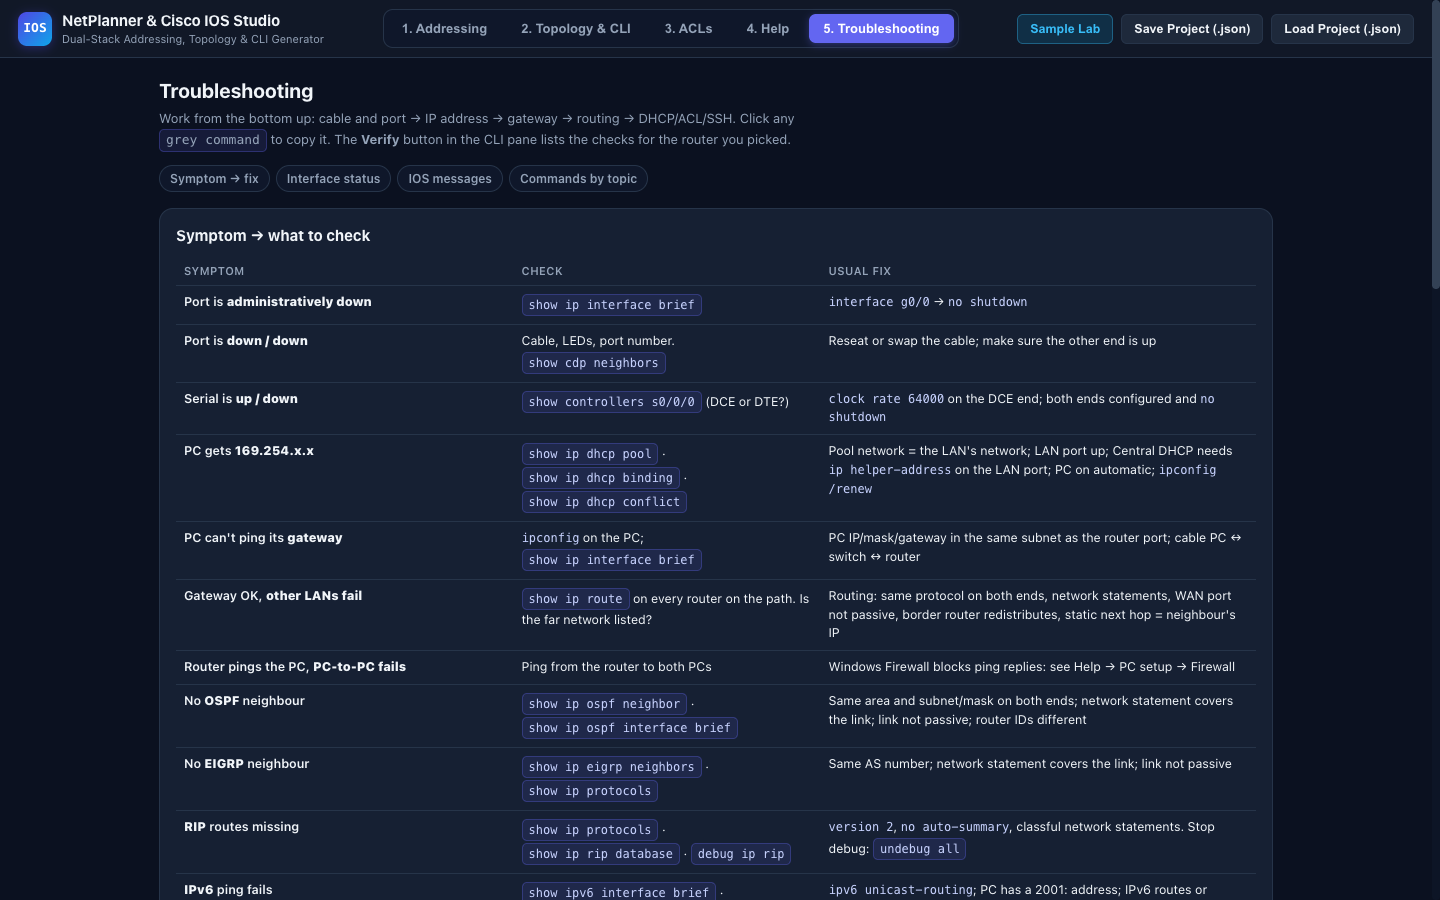 IOS
NetPlanner & Cisco IOS Studio
Dual-Stack Addressing, Topology & CLI Generator
1. Addressing
2. Topology & CLI
3. ACLs
4. Help
5. Troubleshooting
Sample Lab
Save Project (.json)
Load Project (.json)
Troubleshooting
Work from the bottom up: cable and port → IP address → gateway → routing → DHCP/ACL/SSH. Click any
grey command to copy it. The Verify button in the CLI pane lists the checks for the router you picked.
Symptom → fix
Interface status
IOS messages
Commands by topic
Symptom → what to check
SYMPTOM
CHECK
USUAL FIX
Port is administratively down
show ip interface brief
interface g0/0 → no shutdown
Port is down / down
Cable, LEDs, port number.
show cdp neighbors
Reseat or swap the cable; make sure the other end is up
Serial is up / down
show controllers s0/0/0 (DCE or DTE?)
clock rate 64000 on the DCE end; both ends configured and no
shutdown
PC gets 169.254.x.x
show ip dhcp pool ·
show ip dhcp binding ·
show ip dhcp conflict
Pool network = the LAN's network; LAN port up; Central DHCP needs
ip helper-address on the LAN port; PC on automatic; ipconfig
/renew
PC can't ping its gateway
ipconfig on the PC;
show ip interface brief
PC IP/mask/gateway in the same subnet as the router port; cable PC ↔
switch ↔ router
Gateway OK, other LANs fail
show ip route on every router on the path. Is
the far network listed?
Routing: same protocol on both ends, network statements, WAN port
not passive, border router redistributes, static next hop = neighbour's
IP
Router pings the PC, PC-to-PC fails
Ping from the router to both PCs
Windows Firewall blocks ping replies: see Help → PC setup → Firewall
No OSPF neighbour
show ip ospf neighbor ·
show ip ospf interface brief
Same area and subnet/mask on both ends; network statement covers
the link; link not passive; router IDs different
No EIGRP neighbour
show ip eigrp neighbors ·
show ip protocols
Same AS number; network statement covers the link; link not passive
RIP routes missing
show ip protocols ·
show ip rip database · debug ip rip
version 2, no auto-summary, classful network statements. Stop
debug: undebug all
IPv6 ping fails
show ipv6 interface brief ·
ipv6 unicast-routing; PC has a 2001: address; IPv6 routes or